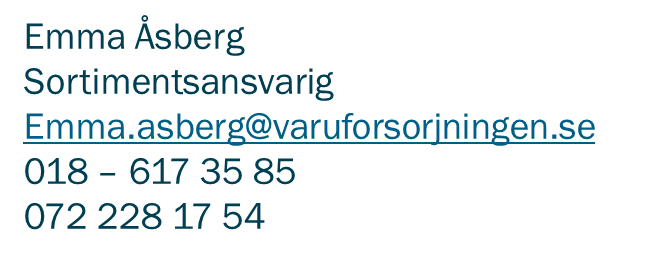 Emma Åsberg
Sortimentsansvarig
Emma.asberg@varuforsorjningen.se
018 – 617 35 85
072 228 17 54